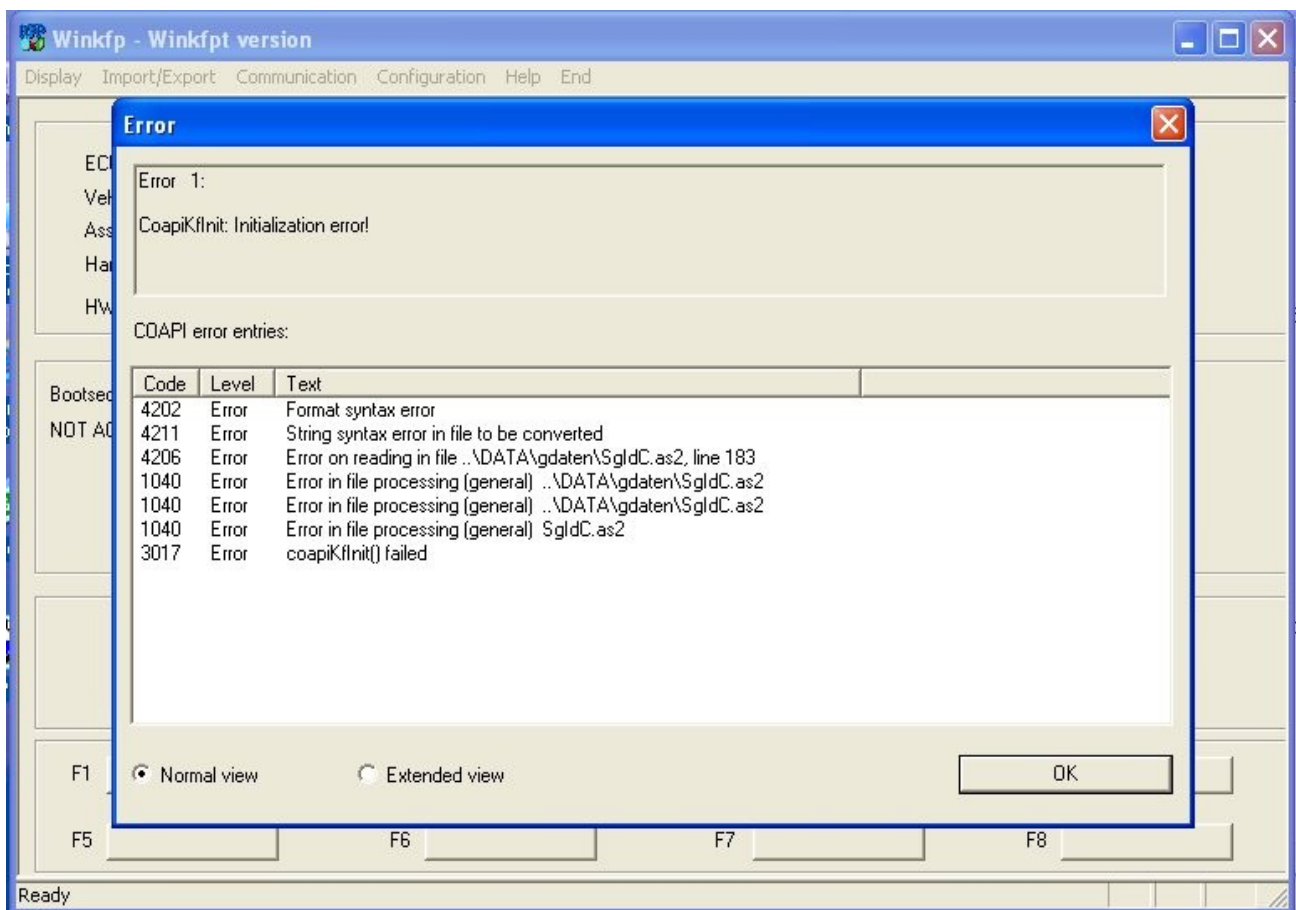 Winkfp - Winkfpt version
Display Import/Export Communication Configuration Help End
Error
Error 1:
CoapiKfInit: Initialization error!
COAPI error entries:
Code Level Text
4202 Error Format syntax error
4211 Error String syntax error in file to be converted
4206 Error Error on reading in file ..\DATA\gdaten\SgIdC.as2, line 183
1040 Error Error in file processing (general) ..\DATA\gdaten\SgIdC.as2
1040 Error Error in file processing (general) ..\DATA\gdaten\SgIdC.as2
1040 Error Error in file processing (general) SgIdC.as2
3017 Error coapiKfInit() failed
Normal view Extended view OK
HW
NOT
F1
F5 F6 F7 F8
Ready